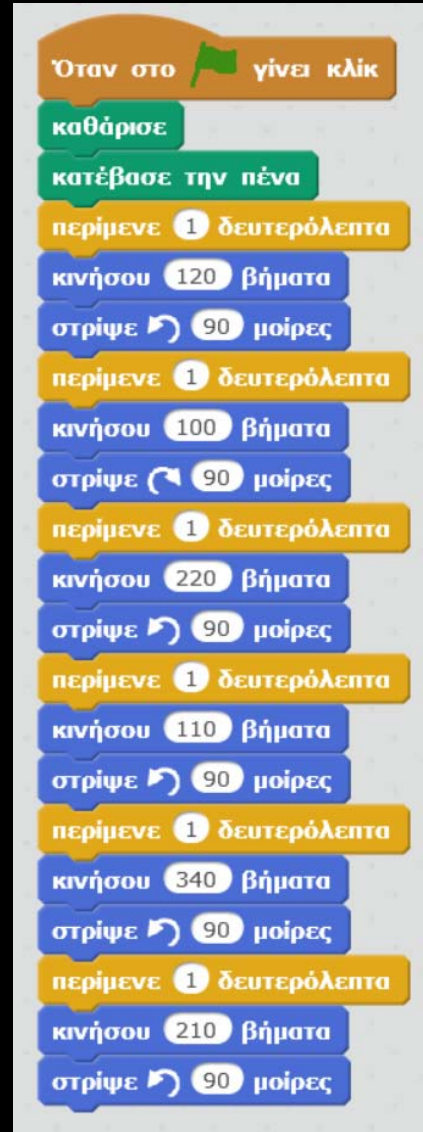 Όταν στο γίνει κλίκ
καθάρισε
κατέβασε την πένα
περίμενε 1 δευτερόλεπτα
κινήσου 120 βήματα
στρίψε 90 μοίρες
περίμενε 1 δευτερόλεπτα
κινήσου 100 βήματα
στρίψε 90 μοίρες
περίμενε 1 δευτερόλεπτα
κινήσου 220 βήματα
στρίψε 90 μοίρες
περίμενε 1 δευτερόλεπτα
κινήσου 110 βήματα
στρίψε 90 μοίρες
περίμενε 1 δευτερόλεπτα
κινήσου 340 βήματα
στρίψε 90 μοίρες
περίμενε 1 δευτερόλεπτα
κινήσου 210 βήματα
στρίψε 90 μοίρες